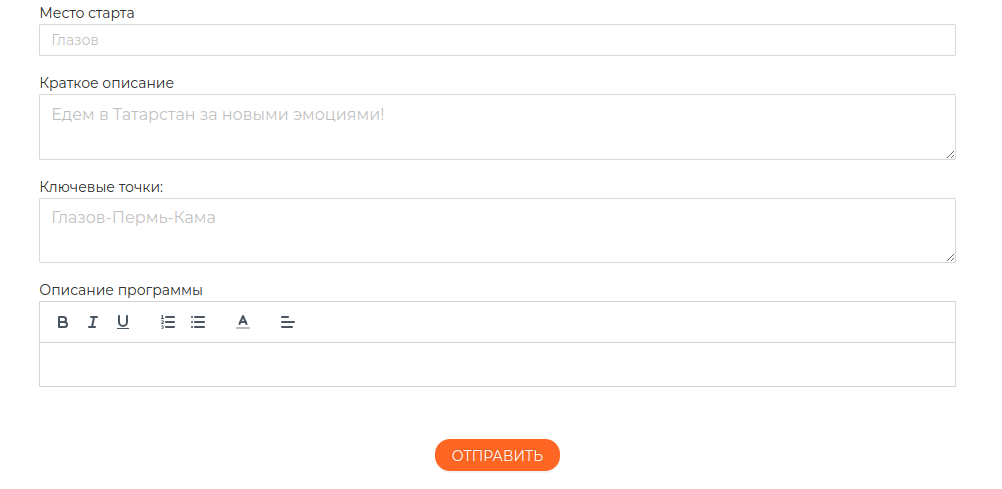 Место старта
Глазов
Краткое описание
Едем в Татарстан за новыми эмоциями!
Ключевые точки:
Глазов-Пермь-Кама
Описание программы
B I U A
ОТПРАВИТЬ